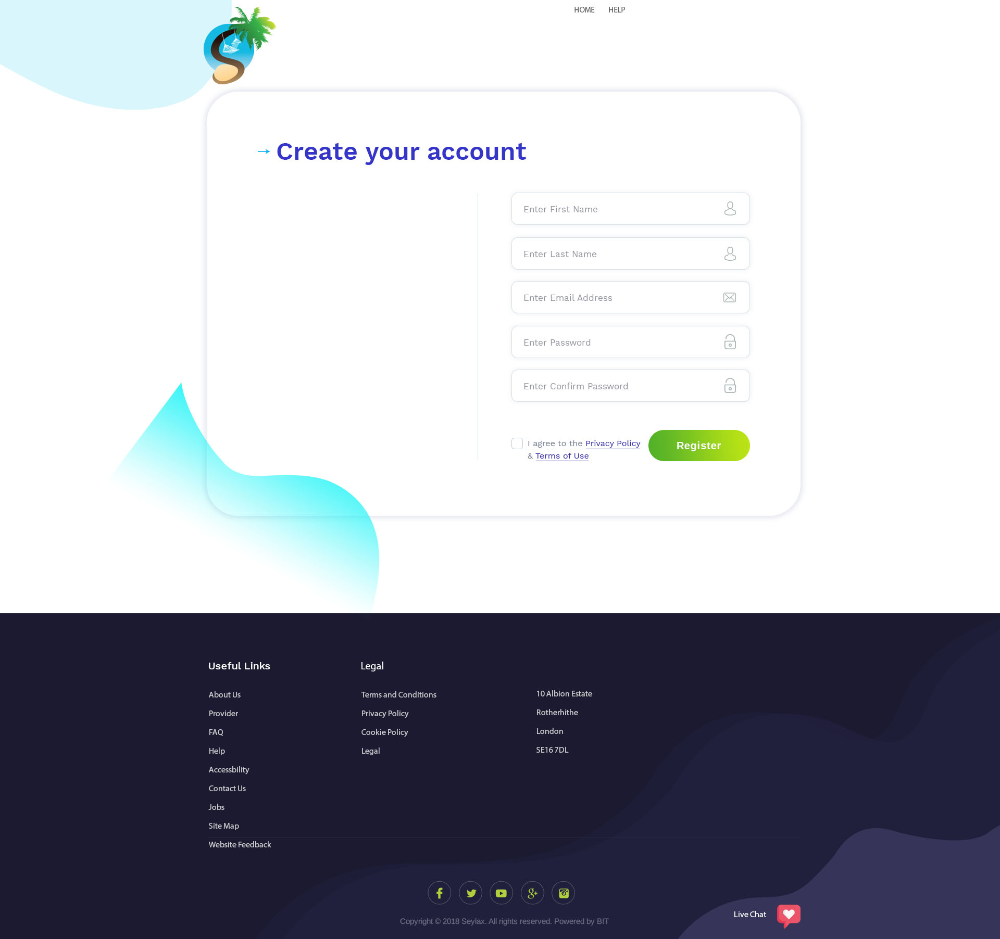 HOME HELP
Create your account
Enter First Name
Enter Last Name
Enter Email Address
Enter Password
Enter Confirm Password
I agree to the Privacy Policy
& Terms of Use
Register
Useful Links
About Us
Provider
FAQ
Help
Accessbility
Contact Us
Jobs
Site Map
Website Feedback
Legal
Terms and Conditions
Privacy Policy
Cookie Policy
Legal
10 Albion Estate
Rotherhithe
London
SE16 7DL
Copyright © 2018 Seylax. All rights reserved. Powered by BIT
Live Chat